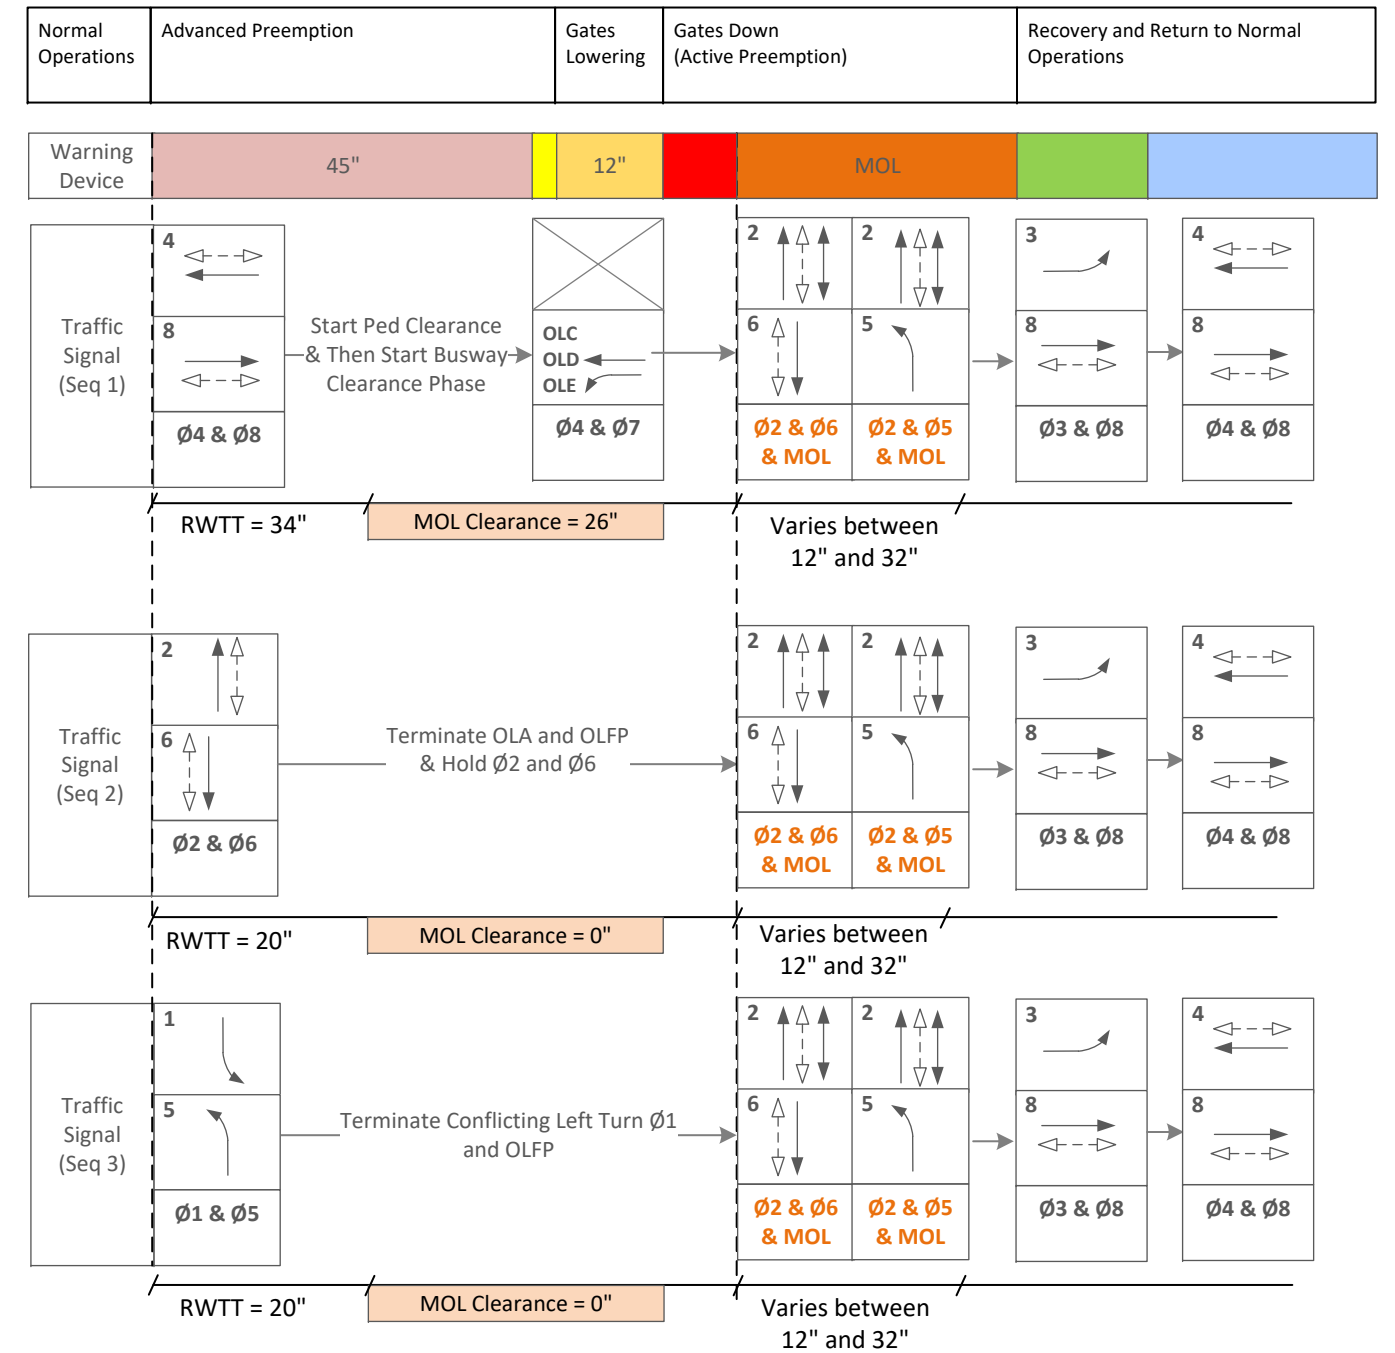 Normal
Operations
Advanced Preemption
Gates
Lowering
Gates Down
(Active Preemption)
Recovery and Return to Normal
Operations
Warning
Device
45"
12"
MOL
Traffic
Signal
(Seq 1)
4
8
Ø4 & Ø8
Start Ped Clearance
& Then Start Busway
Clearance Phase
OLC
OLD
OLE
Ø4 & Ø7
2
6
Ø2 & Ø6
& MOL
2
5
Ø2 & Ø5
& MOL
3
8
Ø3 & Ø8
4
8
Ø4 & Ø8
RWTT = 34"
MOL Clearance = 26"
Varies between
12" and 32"
Traffic
Signal
(Seq 2)
2
6
Ø2 & Ø6
Terminate OLA and OLFP
& Hold Ø2 and Ø6
2
6
Ø2 & Ø6
& MOL
2
5
Ø2 & Ø5
& MOL
3
8
Ø3 & Ø8
4
8
Ø4 & Ø8
RWTT = 20"
MOL Clearance = 0"
Varies between
12" and 32"
Traffic
Signal
(Seq 3)
1
5
Ø1 & Ø5
Terminate Conflicting Left Turn Ø1
and OLFP
2
6
Ø2 & Ø6
& MOL
2
5
Ø2 & Ø5
& MOL
3
8
Ø3 & Ø8
4
8
Ø4 & Ø8
RWTT = 20"
MOL Clearance = 0"
Varies between
12" and 32"